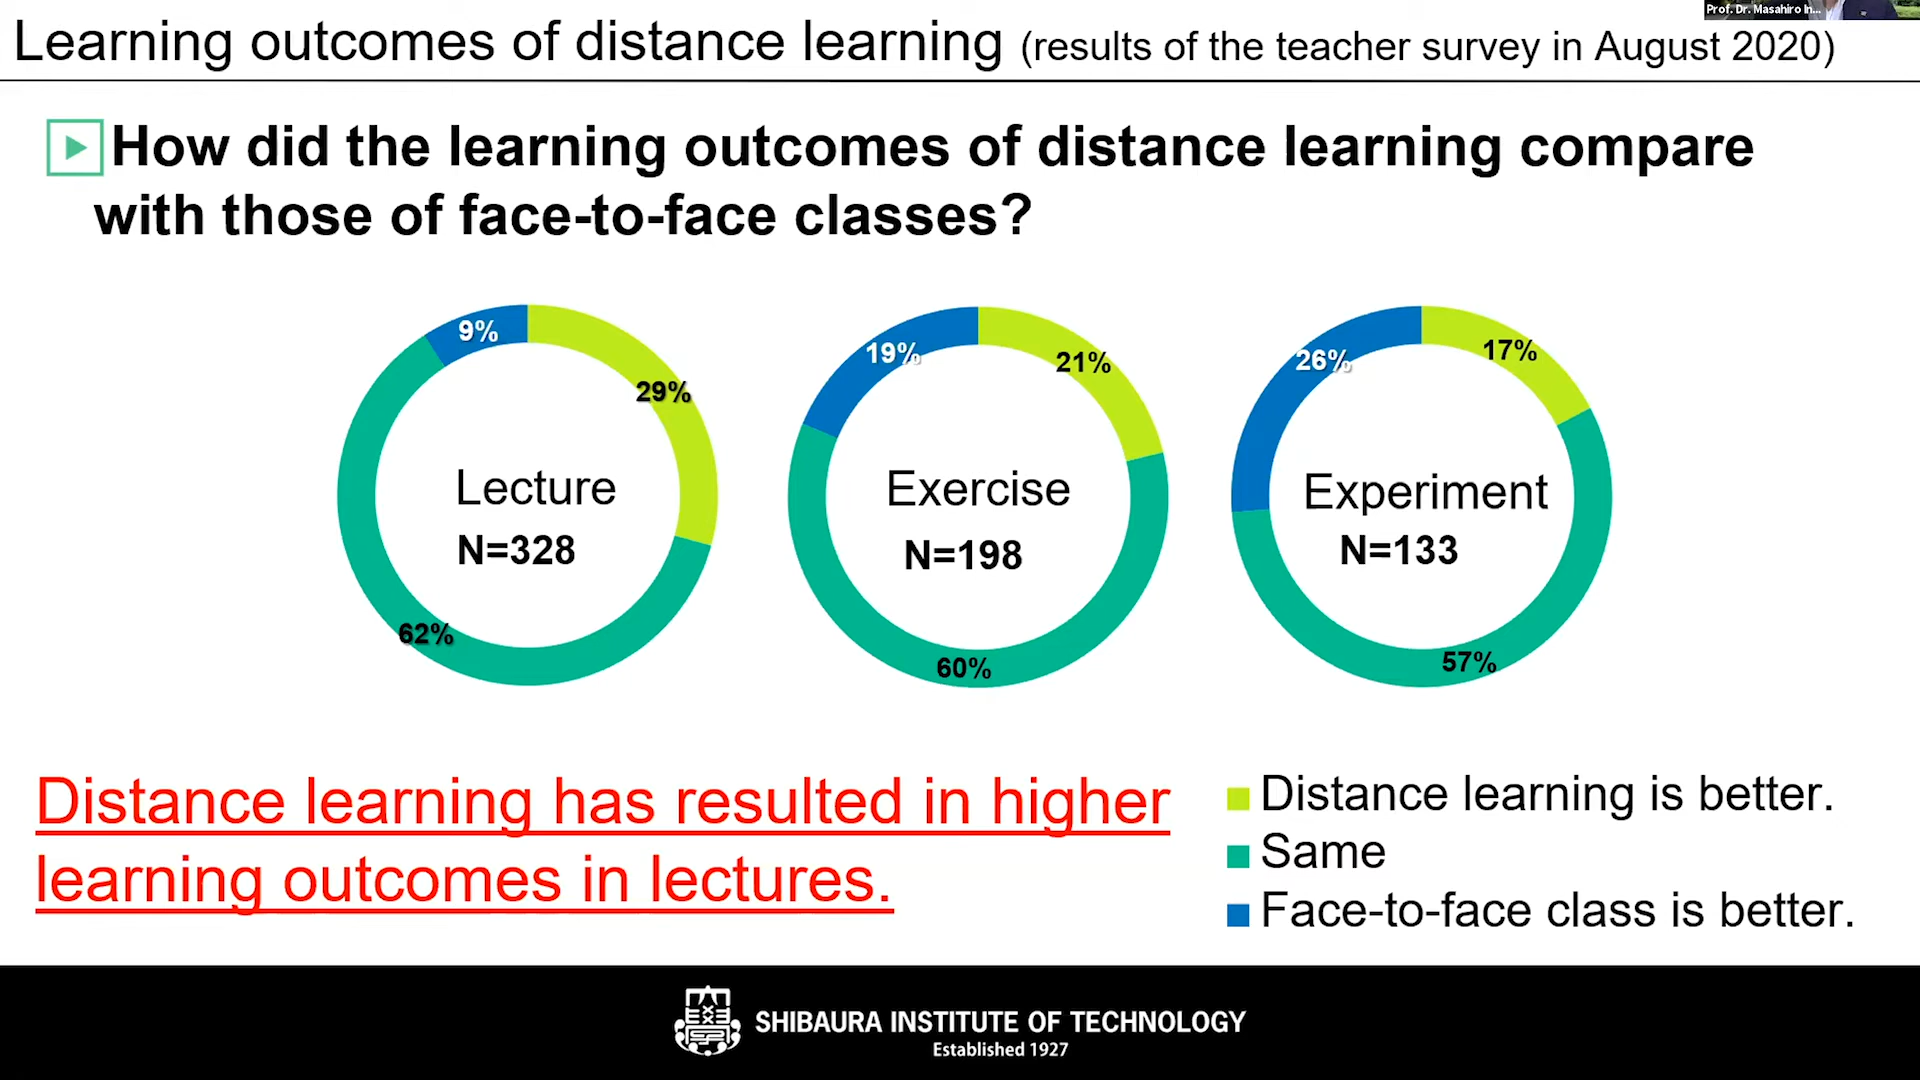 Prof. Dr. Masahiro In...
Learning outcomes of distance learning (results of the teacher survey in August 2020)
How did the learning outcomes of distance learning compare
with those of face-to-face classes?
9%
29%
62%
Lecture
N=328
19%
21%
60%
Exercise
N=198
26%
17%
57%
Experiment
N=133
Distance learning has resulted in higher
learning outcomes in lectures.
Distance learning is better.
Same
Face-to-face class is better.
SHIBAURA INSTITUTE OF TECHNOLOGY
Established 1927